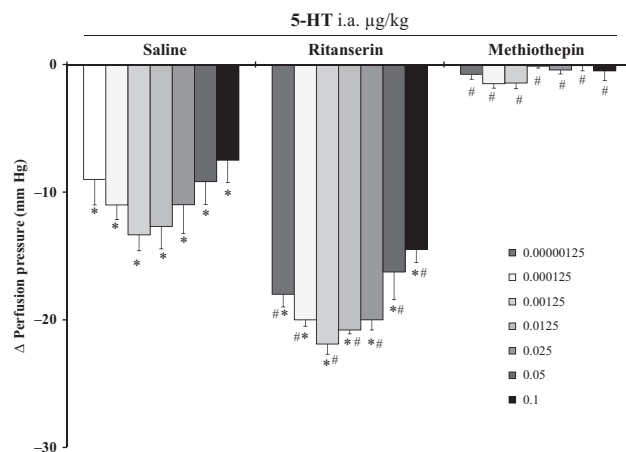 5-HT i.a. µg/kg
Saline Ritanserin Methiothepin
0
−10
−20
−30
Δ Perfusion pressure (mm Hg)
* * * * * * *
#* #* *# *# *# *# *#
# # # # # # #
0.00000125
0.000125
0.00125
0.0125
0.025
0.05
0.1